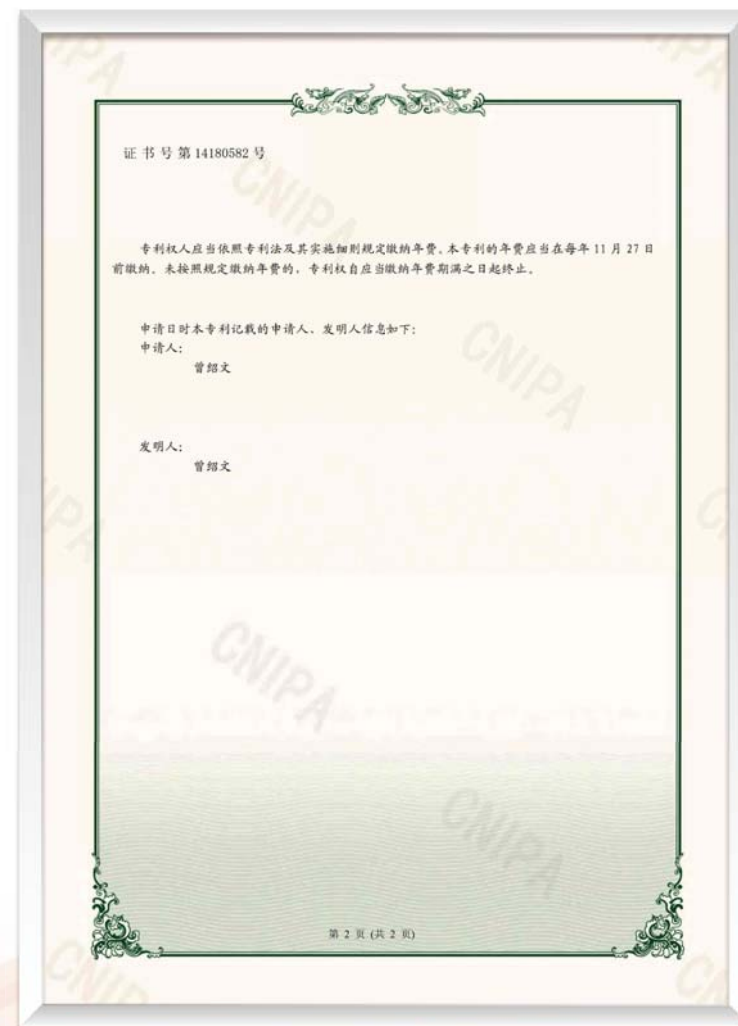 证书号第14180582号
专利权人应当依照专利法及其实施细则规定缴纳年费。本专利的年费应当在每年11月27日
前缴纳。未按照规定缴纳年费的，专利权自应当缴纳年费期满之日起终止。
申请日时本专利记载的申请人、发明人信息如下：
申请人：
曾绍文
发明人：
曾绍文
第 2 页 (共 2 页)
CNIPA
CNIPA
CNIPA
CNIPA